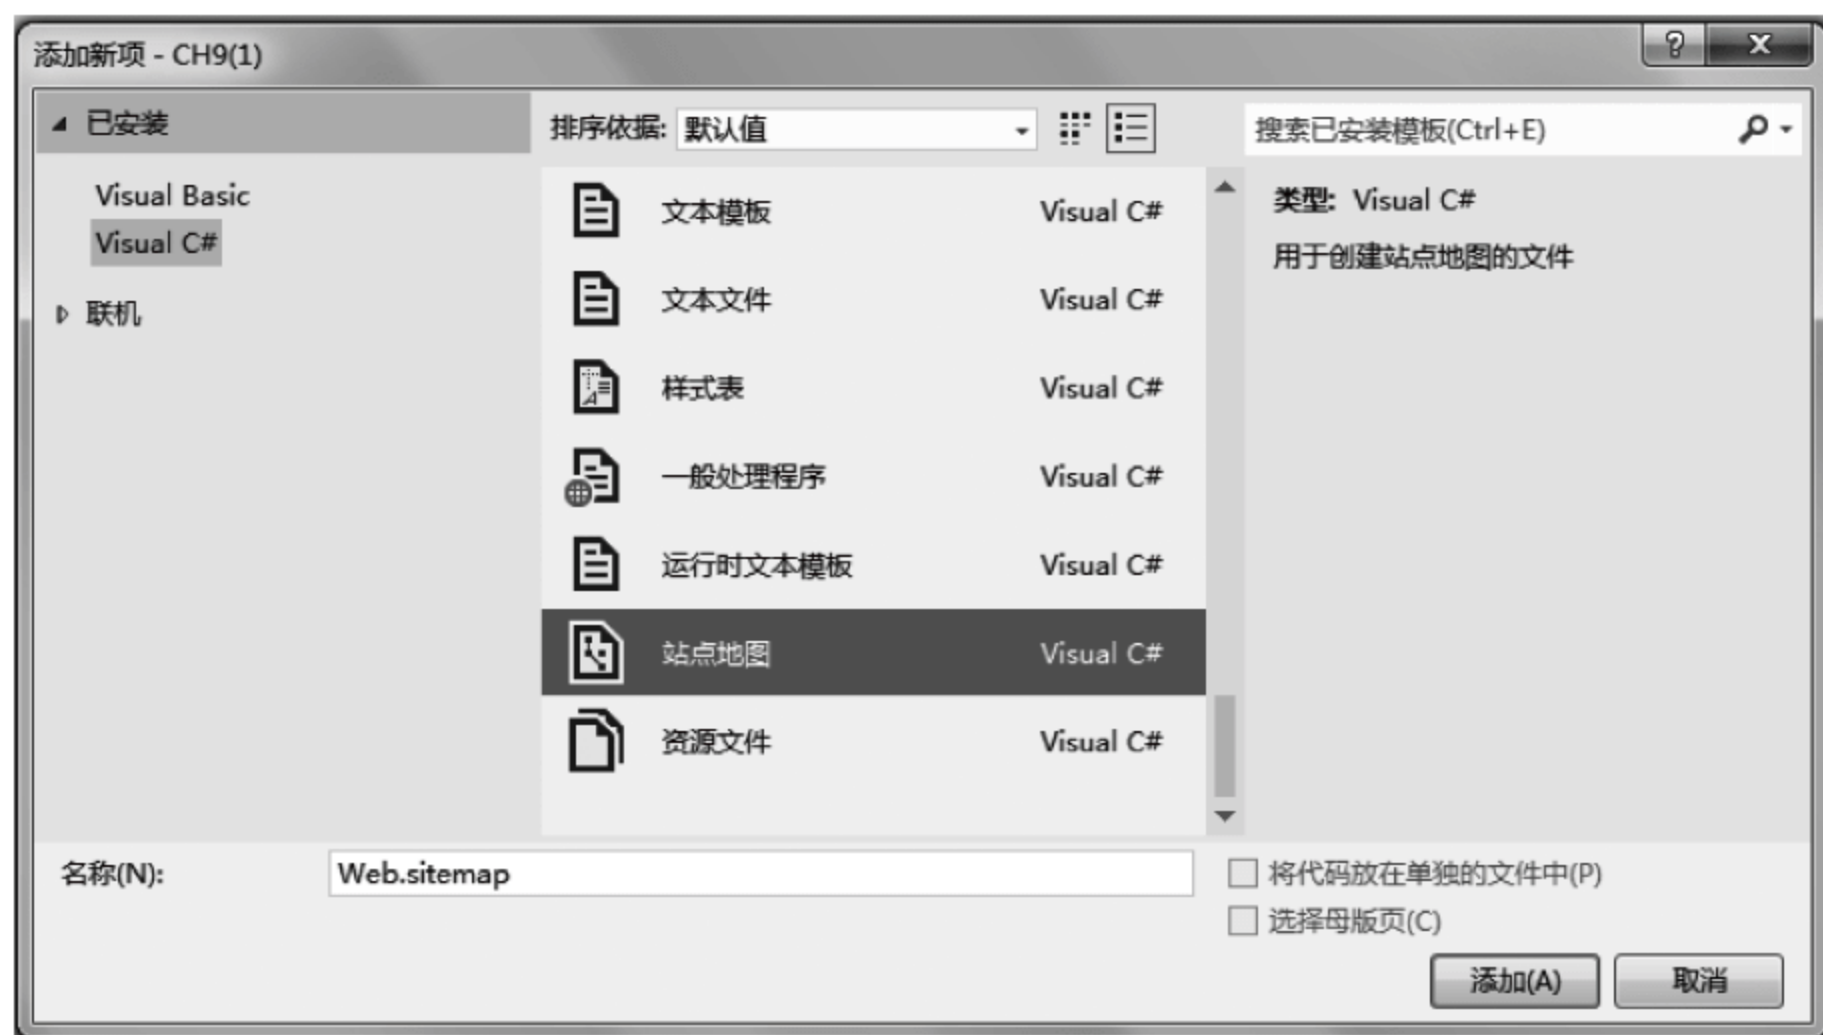 添加新项 - CH9(1)
已安装
Visual Basic
Visual C#
联机
排序依据: 默认值
搜索已安装模板(Ctrl+E)
文本模板 Visual C#
文本文件 Visual C#
样式表 Visual C#
一般处理程序 Visual C#
运行时文本模板 Visual C#
站点地图 Visual C#
资源文件 Visual C#
类型: Visual C#
用于创建站点地图的文件
名称(N): Web.sitemap
将代码放在单独的文件中(P)
选择母版页(C)
添加(A) 取消